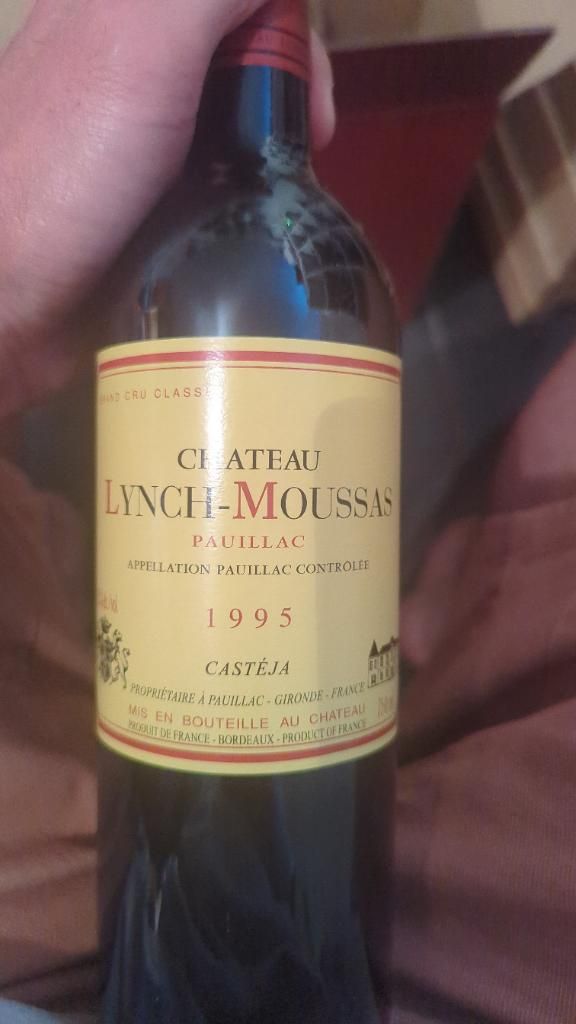 GRAND CRU CLASSÉ
CHATEAU
LYNCH-MOUSSAS
PAUILLAC
APPELLATION PAUILLAC CONTRÔLÉE
1995
CASTÉJA
PROPRIÉTAIRE À PAUILLAC - GIRONDE - FRANCE
MIS EN BOUTEILLE AU CHATEAU
PRODUIT DE FRANCE - BORDEAUX - PRODUCT OF FRANCE